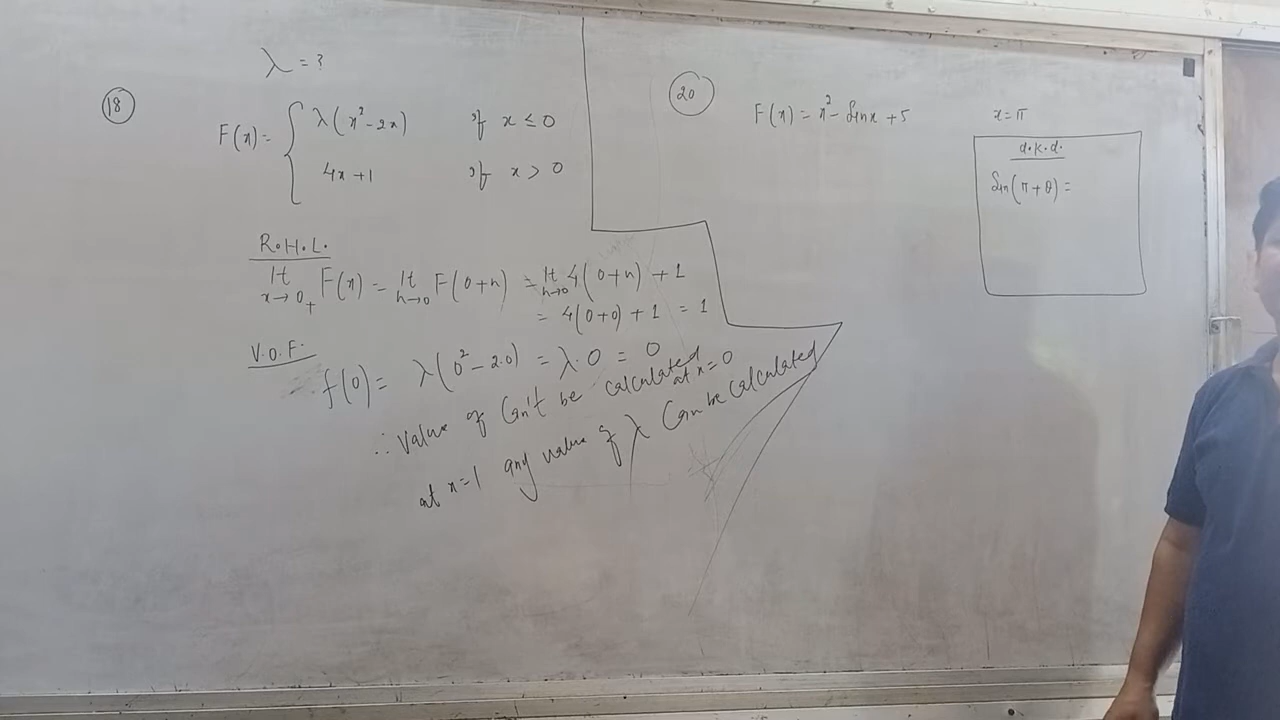 λ = ?
18
F(x) = { λ(x² - 2x) if x ≤ 0
4x + 1 if x > 0
R.H.L.
lt x→0+ F(x) = lt h→0 F(0+h) = lt h→0 4(0+h) + 1
= 4(0+0) + 1 = 1
V.O.F.
f(0) = λ(0² - 2.0) = λ.0 = 0
∴ Value of Can't be calculated at x=0
at x=1 any value of λ Can be calculated
20
F(x) = x² - Sin x + 5 x = π
d.k.d.
Sin(π+θ) =